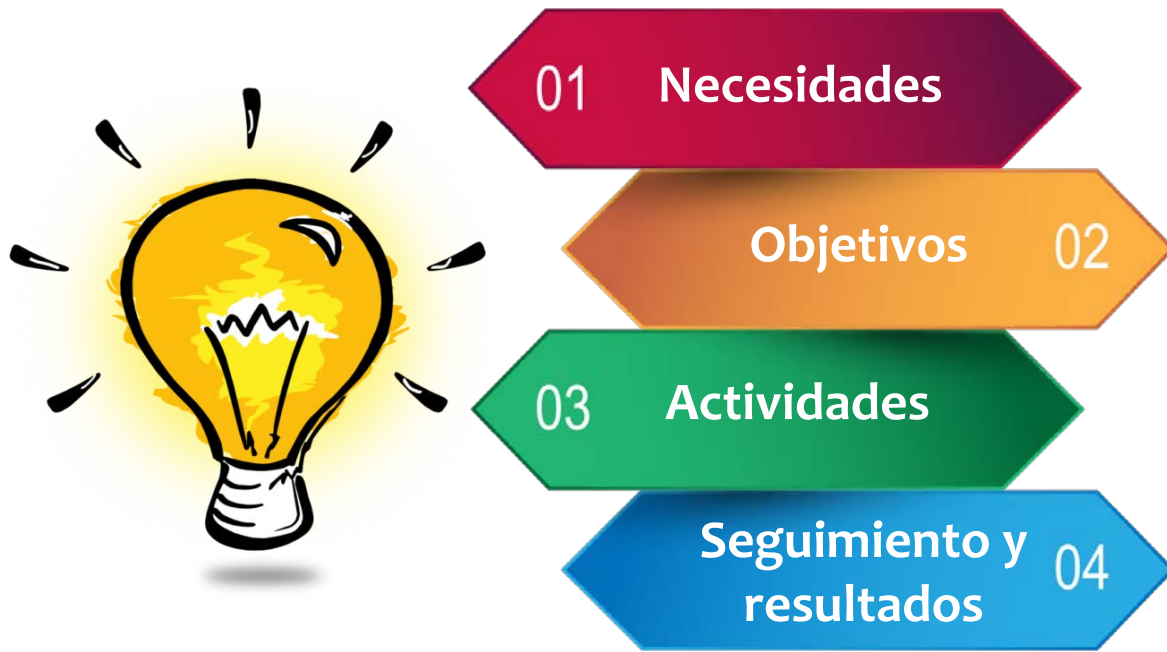 01 Necesidades
Objetivos 02
03 Actividades
Seguimiento y
resultados 04